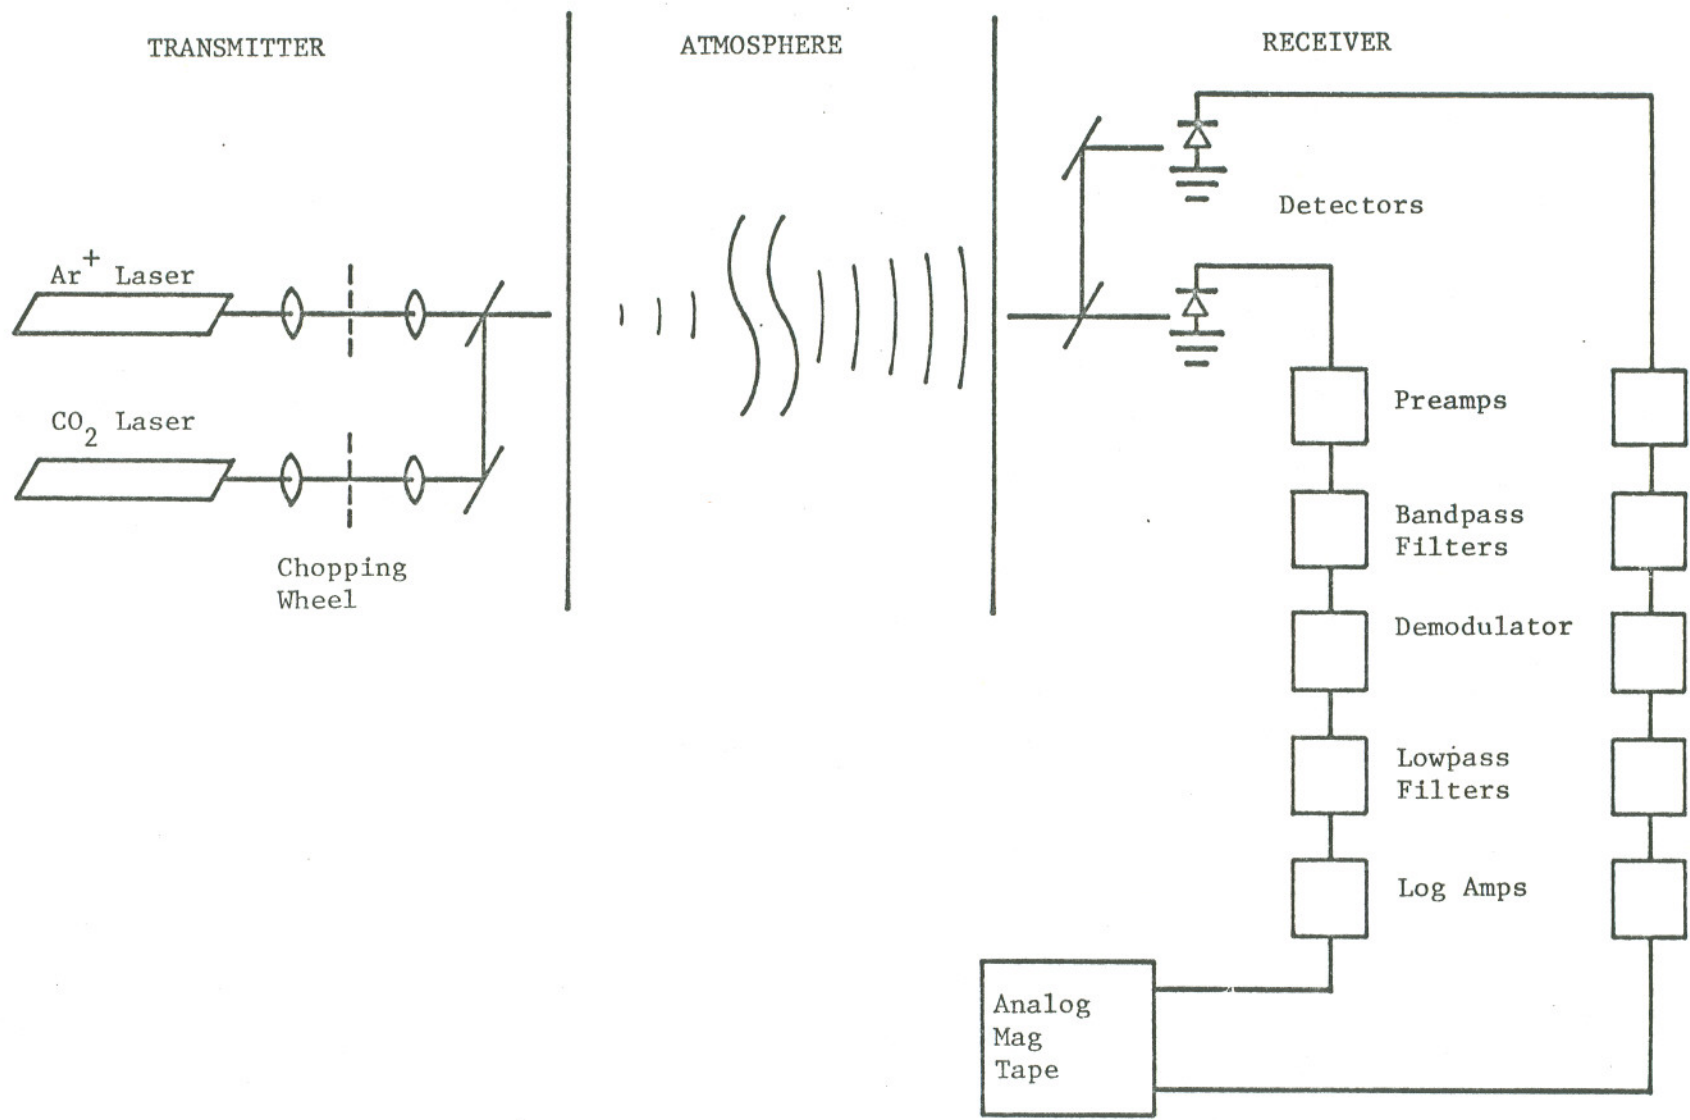 TRANSMITTER
ATMOSPHERE
RECEIVER
Detectors
Ar+ Laser
CO2 Laser
Chopping
Wheel
Preamps
Bandpass
Filters
Demodulator
Lowpass
Filters
Log Amps
Analog
Mag
Tape